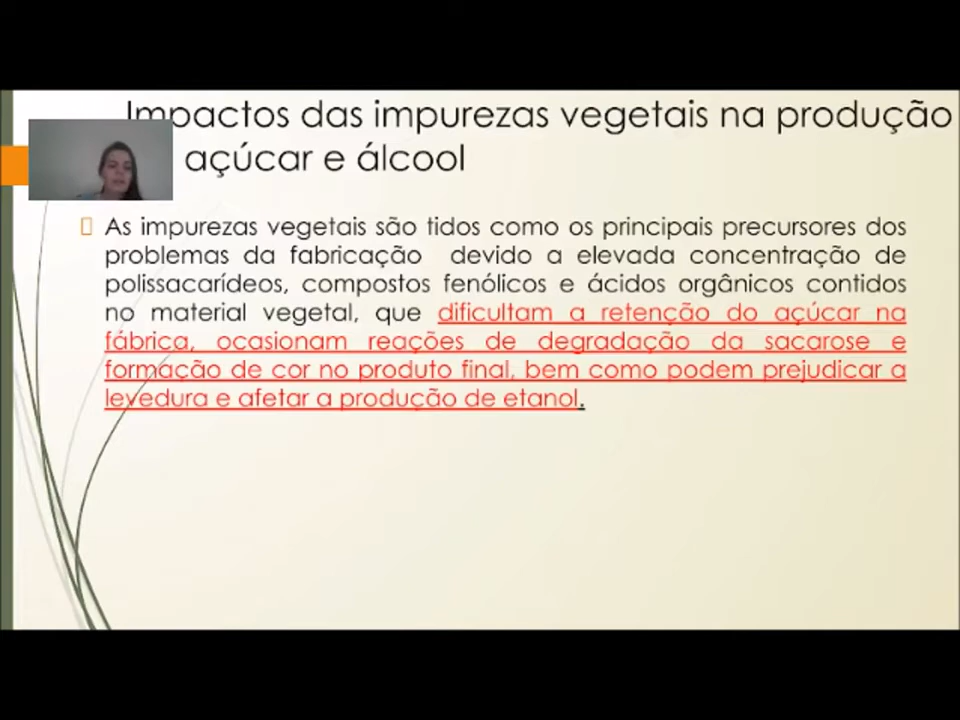 Impactos das impurezas vegetais na produção
açúcar e álcool
As impurezas vegetais são tidos como os principais precursores dos
problemas da fabricação devido a elevada concentração de
polissacarídeos, compostos fenólicos e ácidos orgânicos contidos
no material vegetal, que dificultam a retenção do açúcar na
fábrica, ocasionam reações de degradação da sacarose e
formação de cor no produto final, bem como podem prejudicar a
levedura e afetar a produção de etanol.